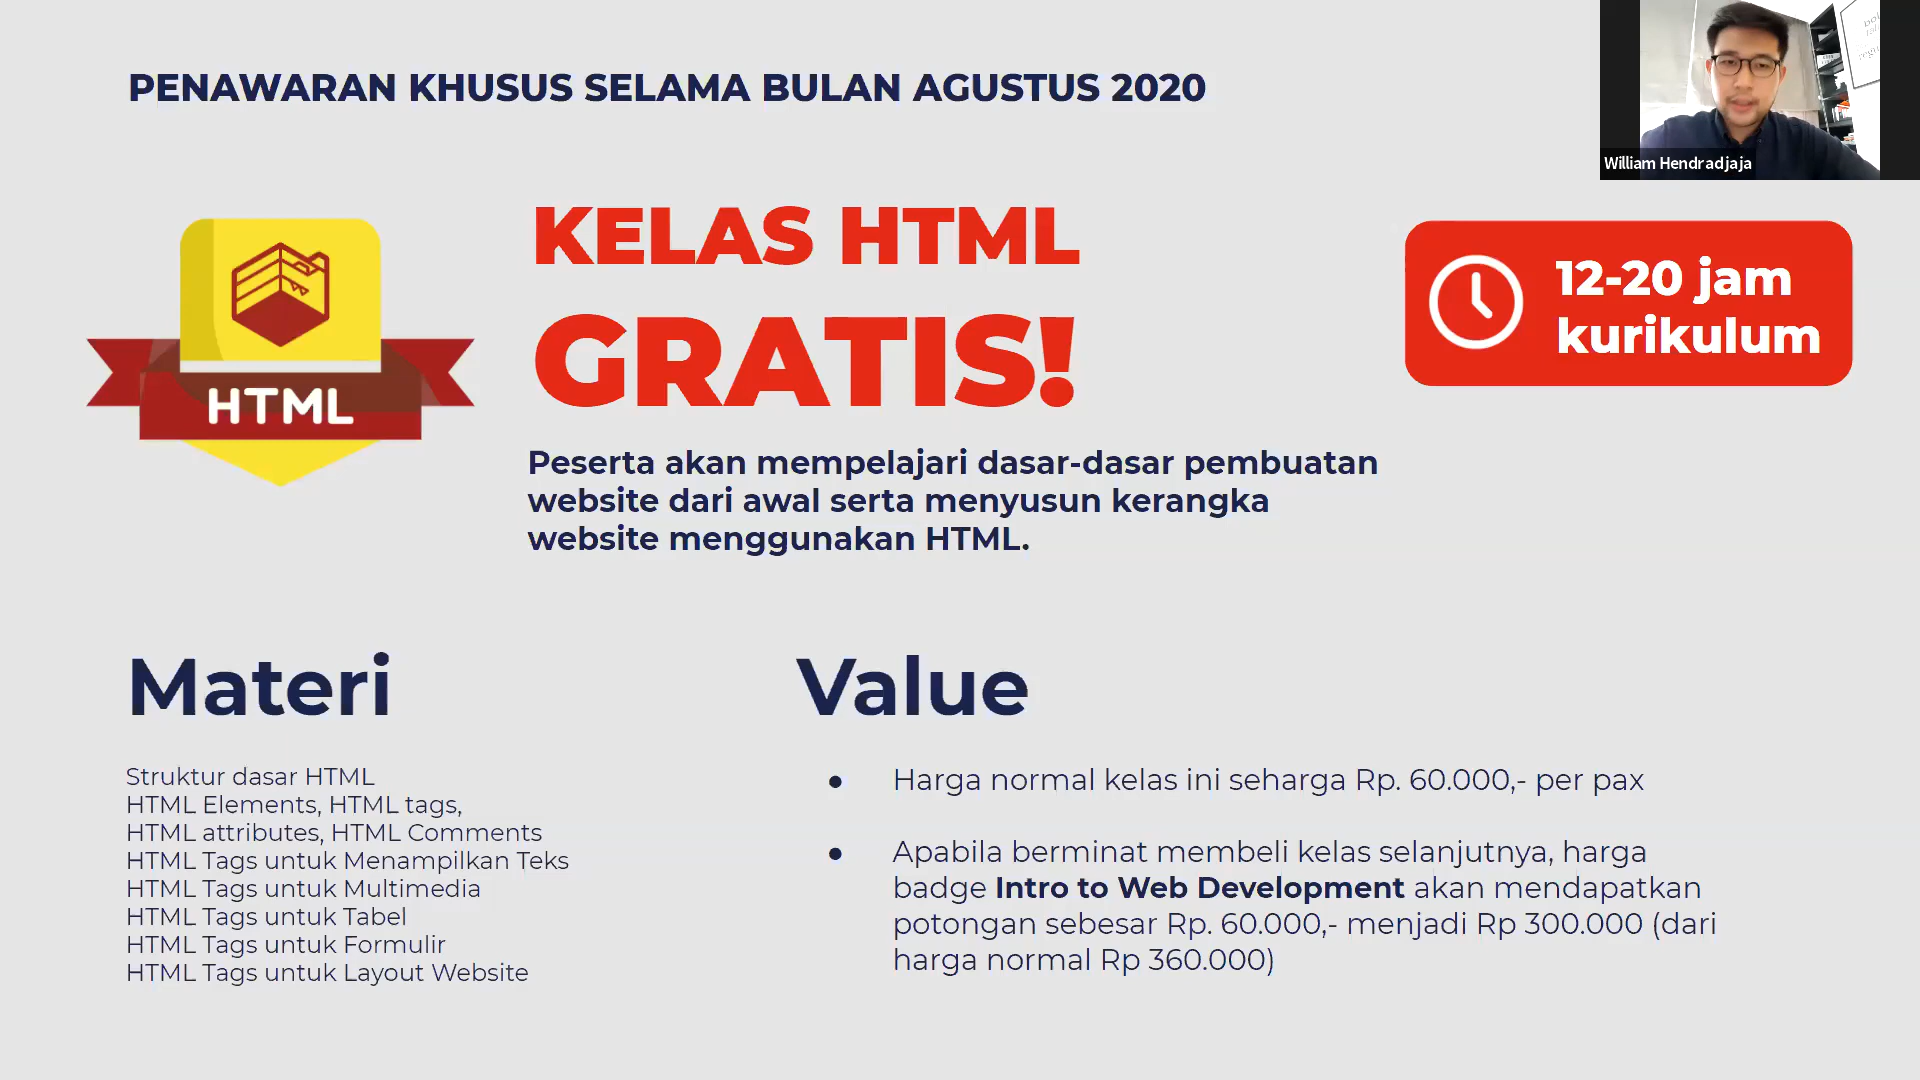 PENAWARAN KHUSUS SELAMA BULAN AGUSTUS 2020
William Hendradjaja
HTML
KELAS HTML
GRATIS!
12-20 jam
kurikulum
Peserta akan mempelajari dasar-dasar pembuatan
website dari awal serta menyusun kerangka
website menggunakan HTML.
Materi
Struktur dasar HTML
HTML Elements, HTML tags,
HTML attributes, HTML Comments
HTML Tags untuk Menampilkan Teks
HTML Tags untuk Multimedia
HTML Tags untuk Tabel
HTML Tags untuk Formulir
HTML Tags untuk Layout Website
Value
● Harga normal kelas ini seharga Rp. 60.000,- per pax
● Apabila berminat membeli kelas selanjutnya, harga
badge Intro to Web Development akan mendapatkan
potongan sebesar Rp. 60.000,- menjadi Rp 300.000 (dari
harga normal Rp 360.000)